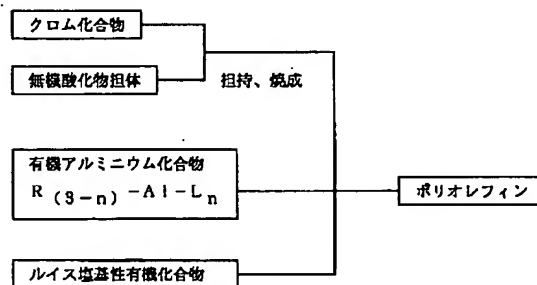 クロム化合物
無機酸化物担体
担持、焼成
有機アルミニウム化合物
R (3-n) -Al-L n
ポリオレフィン
ルイス塩基性有機化合物